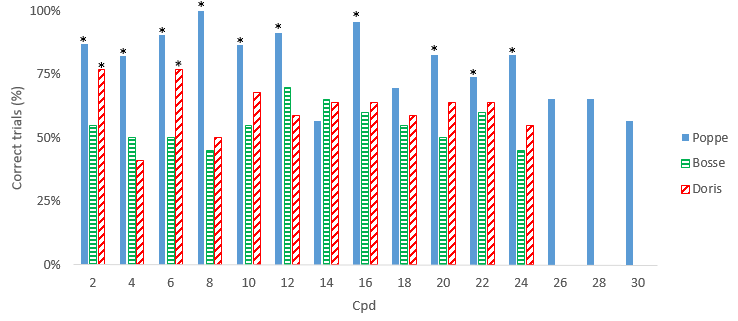 100%
75%
50%
25%
0%
Correct trials (%)
* * * * * * * * * * * *
2 4 6 8 10 12 14 16 18 20 22 24 26 28 30
Cpd
Poppe
Bosse
Doris